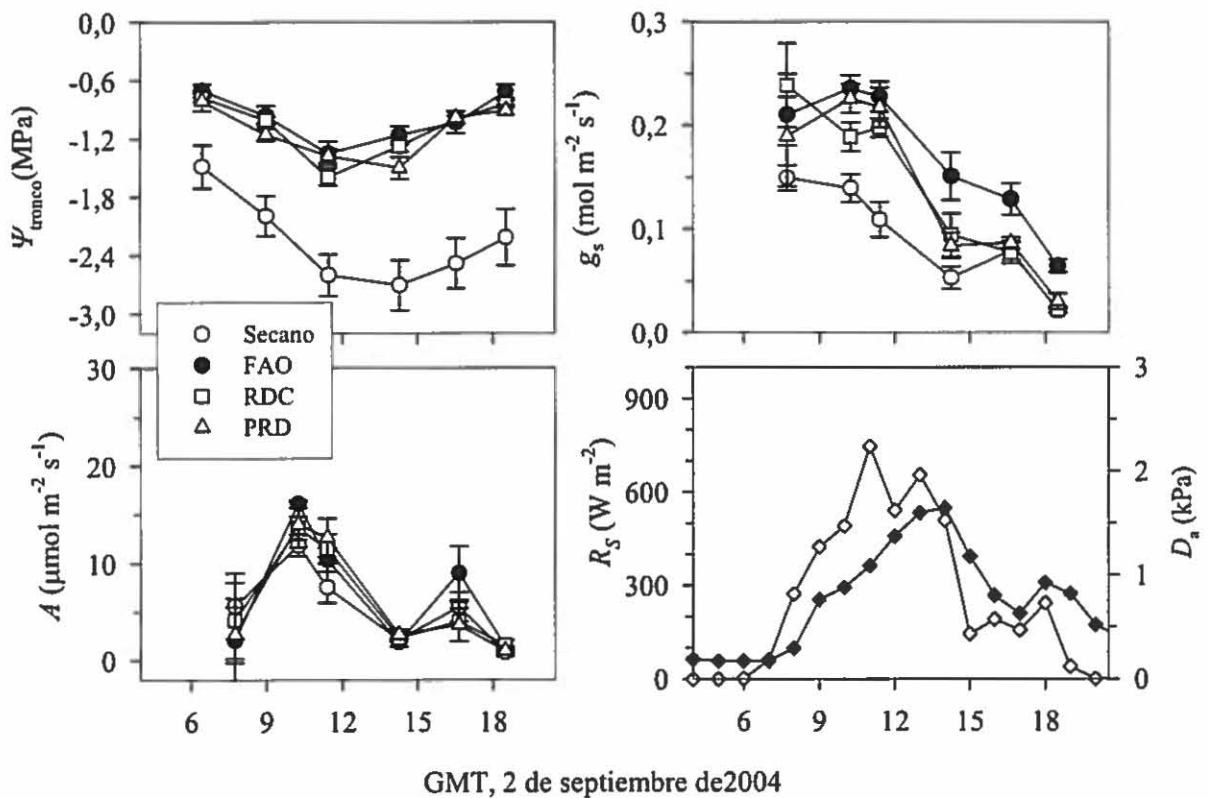 0,0
-0,6
-1,2
-1,8
-2,4
-3,0
Ψtronco(MPa)
0,3
0,2
0,1
0,0
gs (mol m-2 s-1)
Secano
FAO
RDC
PRD
30
20
10
0
A (μmol m-2 s-1)
6 9 12 15 18
900
600
300
0
RS (W m-2)
3
2
1
0
Da (kPa)
6 9 12 15 18
GMT, 2 de septiembre de2004